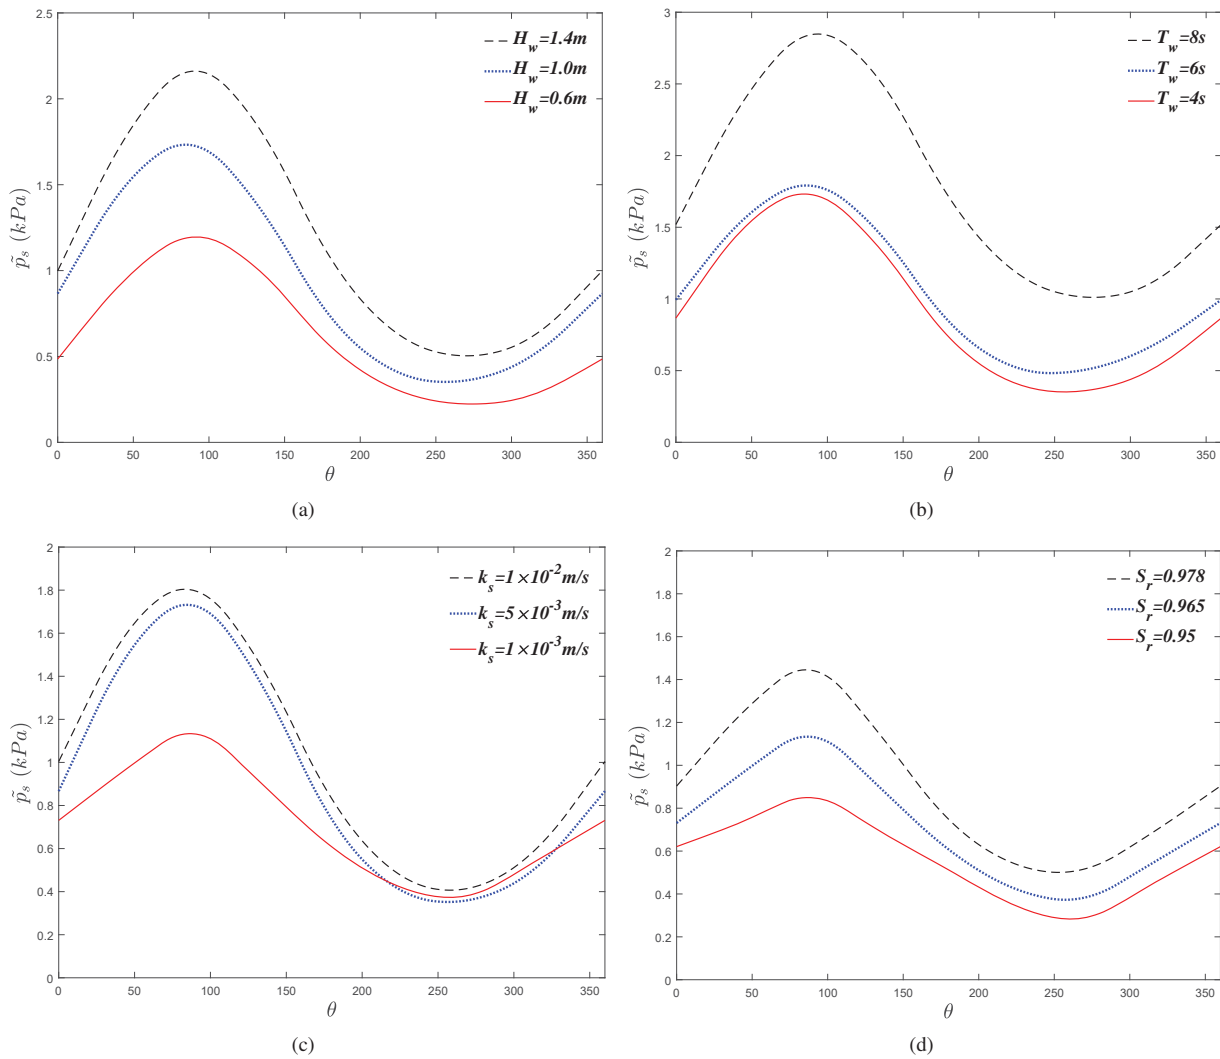 2.5
2
1.5
1
0.5
0
0 50 100 150 200 250 300 350
p̃_s (kPa)
θ
H_w=1.4m
H_w=1.0m
H_w=0.6m
(a)
3
2.5
2
1.5
1
0.5
0
0 50 100 150 200 250 300 350
p̃_s (kPa)
θ
T_w=8s
T_w=6s
T_w=4s
(b)
2
1.8
1.6
1.4
1.2
1
0.8
0.6
0.4
0.2
0
0 50 100 150 200 250 300 350
p̃_s (kPa)
θ
k_s=1×10⁻²m/s
k_s=5×10⁻³m/s
k_s=1×10⁻³m/s
(c)
2
1.8
1.6
1.4
1.2
1
0.8
0.6
0.4
0.2
0
0 50 100 150 200 250 300 350
p̃_s (kPa)
θ
S_r=0.978
S_r=0.965
S_r=0.95
(d)